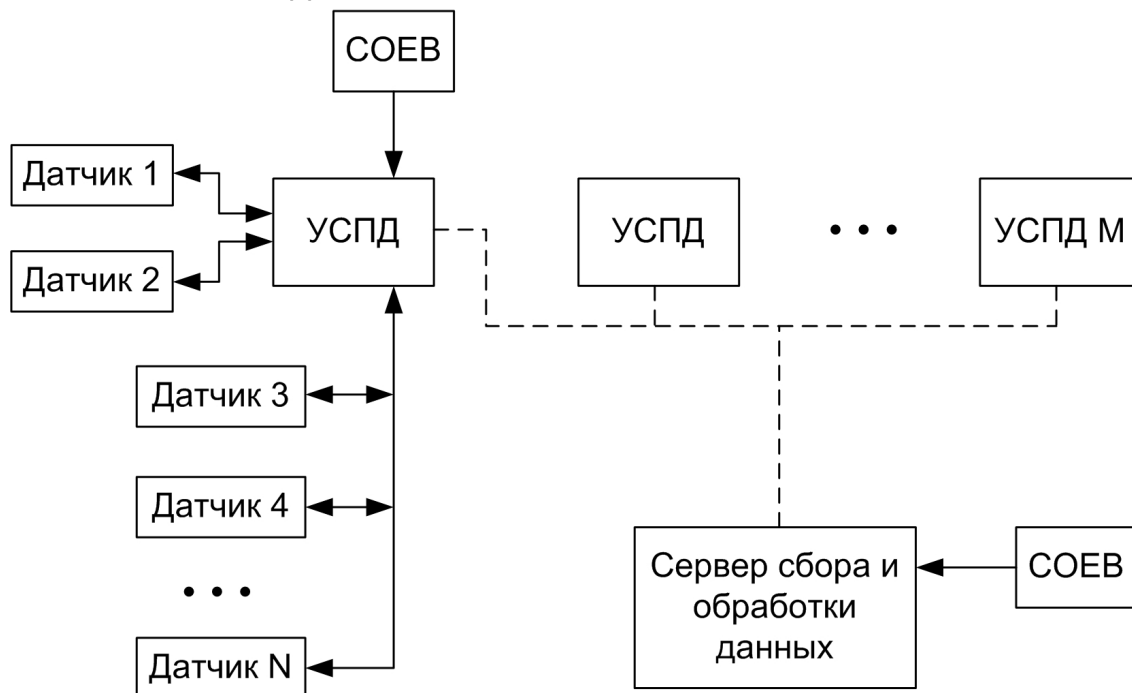 СОЕВ
Датчик 1
УСПД
УСПД
УСПД М
Датчик 2
Датчик 3
Датчик 4
Сервер сбора и
обработки
данных
СОЕВ
Датчик N